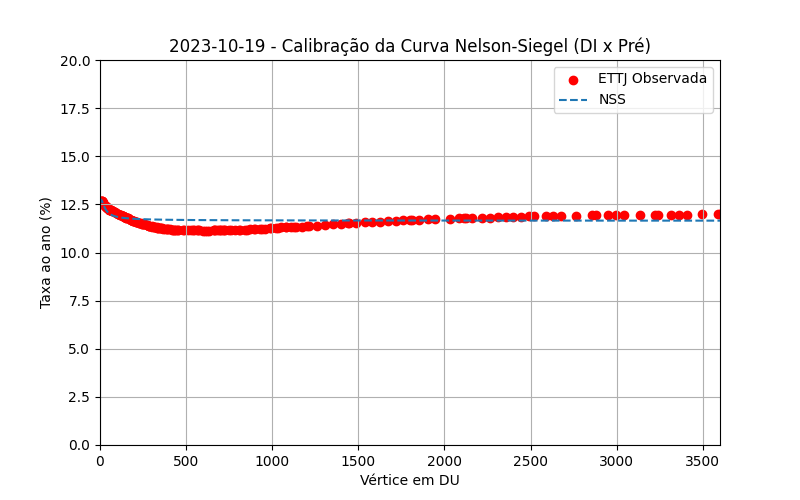 2023-10-19 - Calibração da Curva Nelson-Siegel (DI x Pré)
ETTJ Observada
NSS
20.0
17.5
15.0
12.5
10.0
7.5
5.0
2.5
0.0
Taxa ao ano (%)
0 500 1000 1500 2000 2500 3000 3500
Vértice em DU